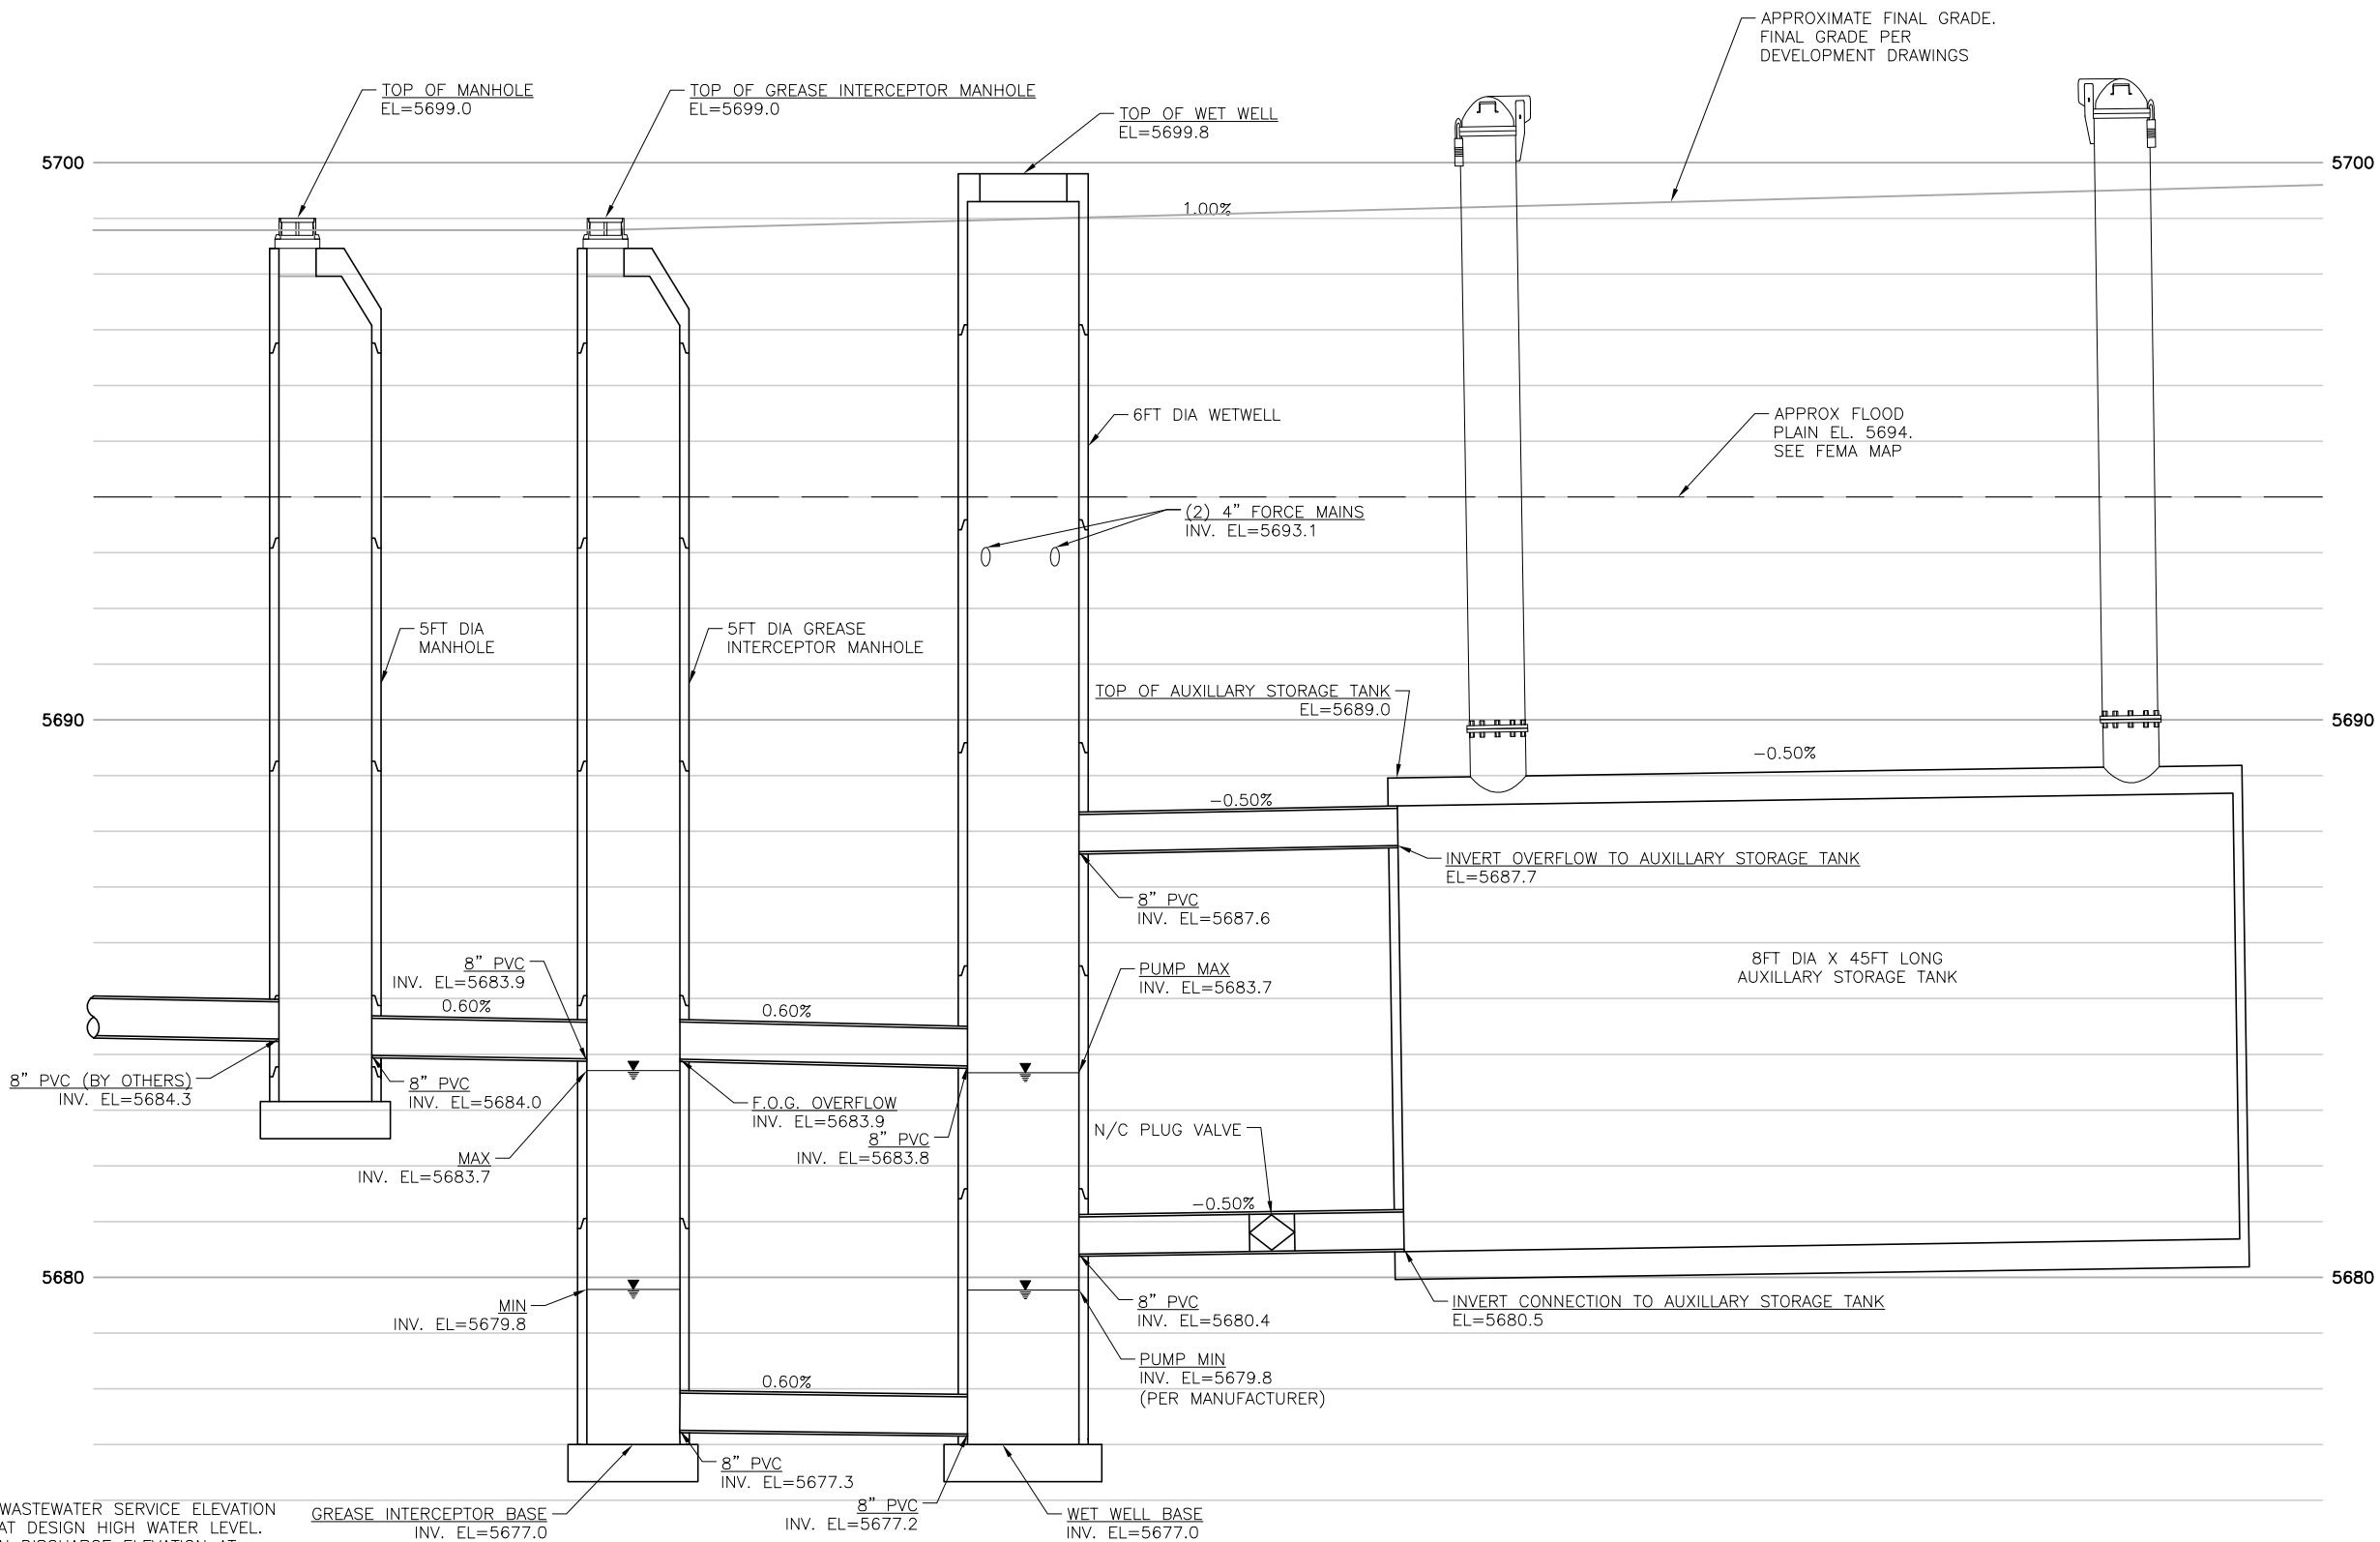 APPROXIMATE FINAL GRADE.
FINAL GRADE PER
DEVELOPMENT DRAWINGS
TOP OF MANHOLE
EL=5699.0
TOP OF GREASE INTERCEPTOR MANHOLE
EL=5699.0
TOP OF WET WELL
EL=5699.8
5700
5700
1.00%
6FT DIA WETWELL
APPROX FLOOD
PLAIN EL. 5694.
SEE FEMA MAP
(2) 4" FORCE MAINS
INV. EL=5693.1
5FT DIA
MANHOLE
5FT DIA GREASE
INTERCEPTOR MANHOLE
TOP OF AUXILLARY STORAGE TANK
EL=5689.0
5690
5690
-0.50%
-0.50%
INVERT OVERFLOW TO AUXILLARY STORAGE TANK
EL=5687.7
8" PVC
INV. EL=5687.6
8FT DIA X 45FT LONG
AUXILLARY STORAGE TANK
8" PVC
INV. EL=5683.9
PUMP MAX
INV. EL=5683.7
0.60%
0.60%
8" PVC (BY OTHERS)
INV. EL=5684.3
8" PVC
INV. EL=5684.0
F.O.G. OVERFLOW
INV. EL=5683.9
8" PVC
INV. EL=5683.8
N/C PLUG VALVE
MAX
INV. EL=5683.7
-0.50%
5680
5680
MIN
INV. EL=5679.8
8" PVC
INV. EL=5680.4
INVERT CONNECTION TO AUXILLARY STORAGE TANK
EL=5680.5
PUMP MIN
INV. EL=5679.8
(PER MANUFACTURER)
0.60%
8" PVC
INV. EL=5677.3
8" PVC
INV. EL=5677.2
GREASE INTERCEPTOR BASE
INV. EL=5677.0
WET WELL BASE
INV. EL=5677.0
WASTEWATER SERVICE ELEVATION
AT DESIGN HIGH WATER LEVEL.
DISCHARGE ELEVATION AT